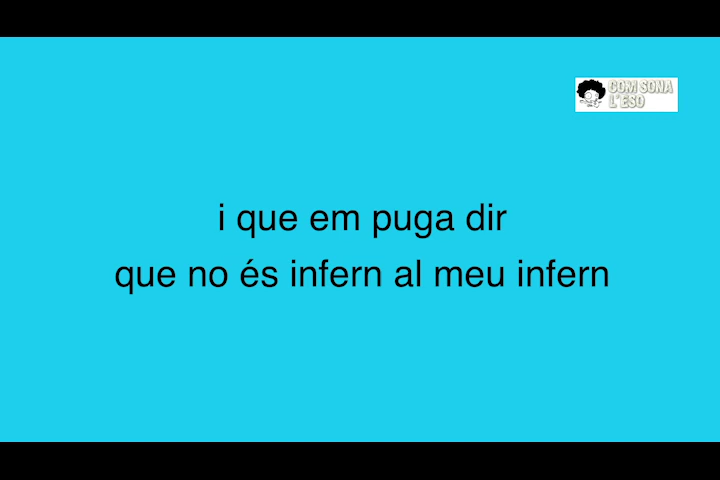 COM SONA
L'ESO
i que em puga dir
que no és infern al meu infern